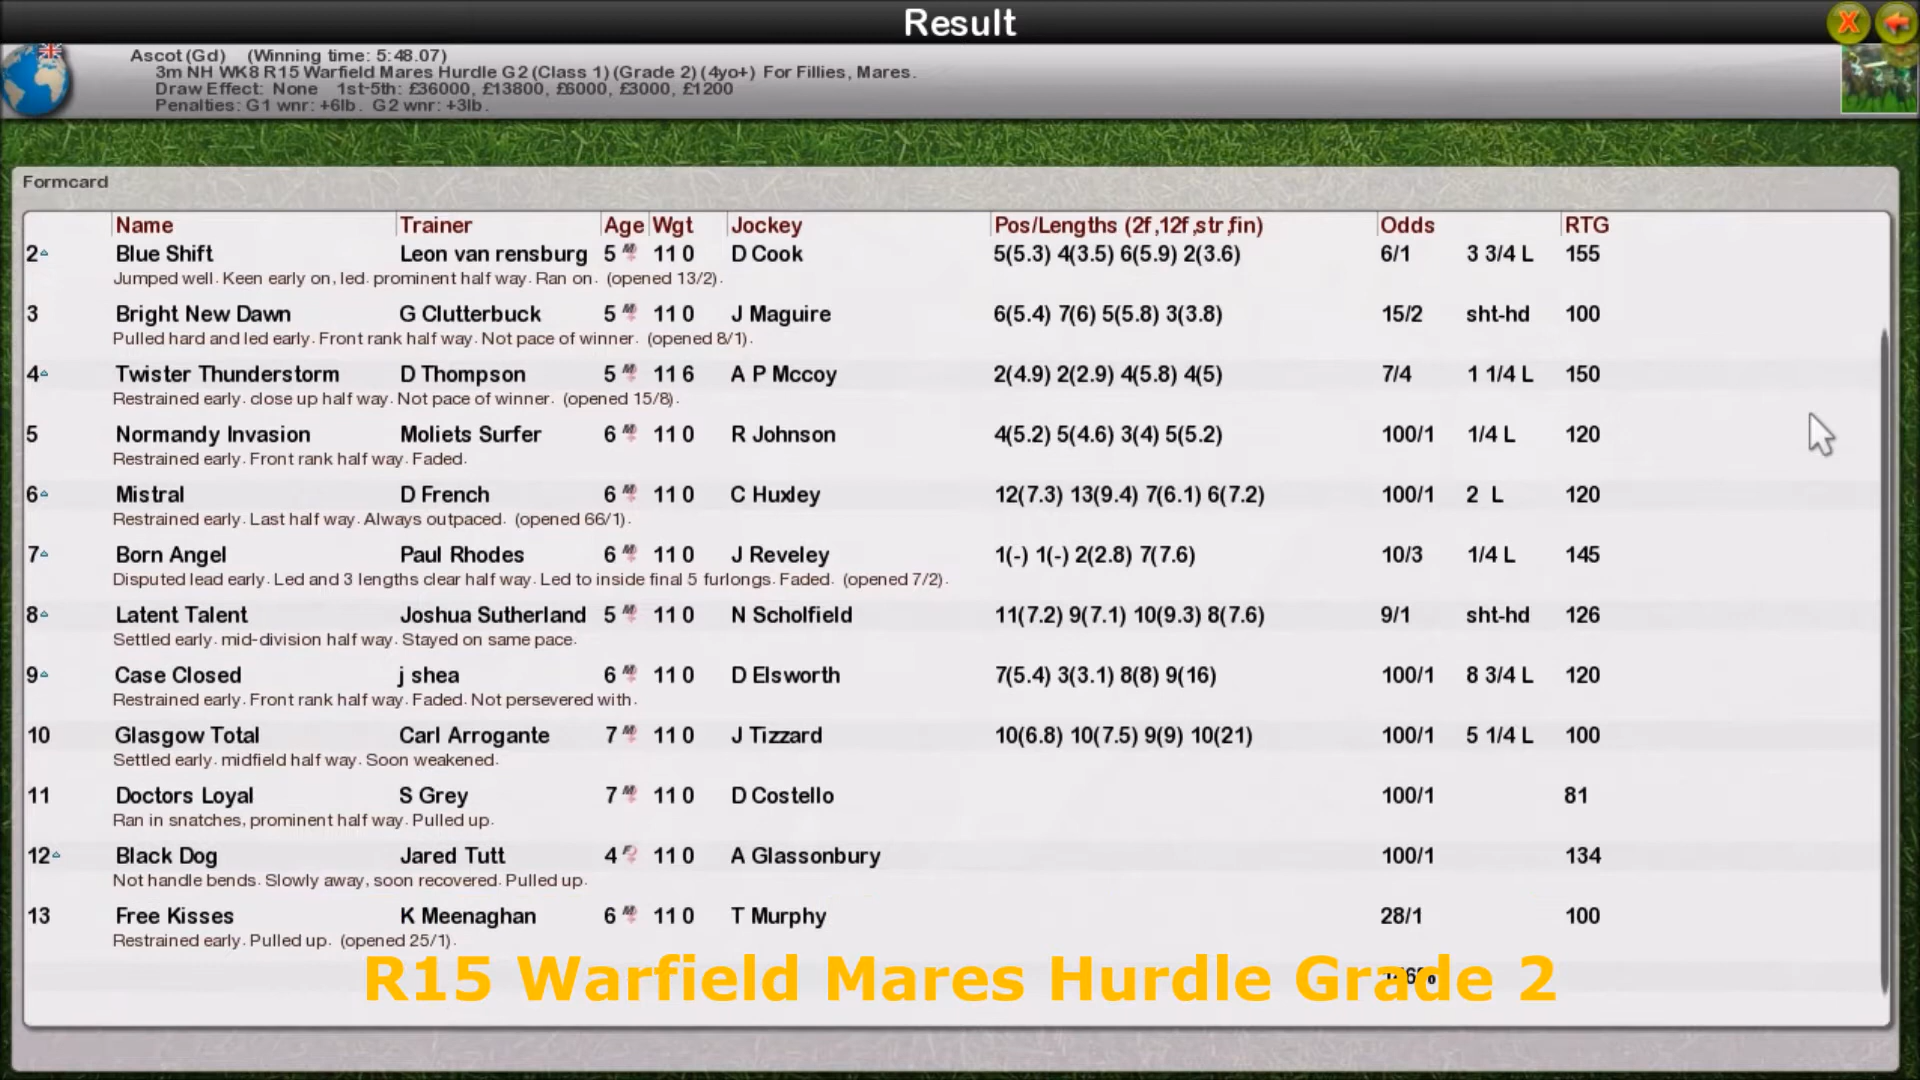 Result
Ascot (Gd) (Winning time: 5:48.07)
3m NH WK8 R15 Warfield Mares Hurdle G2 (Class 1) (Grade 2) (4yo+) For Fillies, Mares.
Draw Effect: None 1st-5th: £36000, £13800, £6000, £3000, £1200
Penalties: G1 wnr: +6lb. G2 wnr: +3lb.
Formcard
Name Trainer Age Wgt Jockey Pos/Lengths (2f,12f,str,fin) Odds RTG
2 Blue Shift Leon van rensburg 5 11 0 D Cook 5(5.3) 4(3.5) 6(5.9) 2(3.6) 6/1 3 3/4 L 155
Jumped well. Keen early on, led. prominent half way. Ran on. (opened 13/2).
3 Bright New Dawn G Clutterbuck 5 11 0 J Maguire 6(5.4) 7(6) 5(5.8) 3(3.8) 15/2 sht-hd 100
Pulled hard and led early. Front rank half way. Not pace of winner. (opened 8/1).
4 Twister Thunderstorm D Thompson 5 11 6 A P Mccoy 2(4.9) 2(2.9) 4(5.8) 4(5) 7/4 1 1/4 L 150
Restrained early. close up half way. Not pace of winner. (opened 15/8).
5 Normandy Invasion Moliets Surfer 6 11 0 R Johnson 4(5.2) 5(4.6) 3(4) 5(5.2) 100/1 1/4 L 120
Restrained early. Front rank half way. Faded.
6 Mistral D French 6 11 0 C Huxley 12(7.3) 13(9.4) 7(6.1) 6(7.2) 100/1 2 L 120
Restrained early. Last half way. Always outpaced. (opened 66/1).
7 Born Angel Paul Rhodes 6 11 0 J Reveley 1(-) 1(-) 2(2.8) 7(7.6) 10/3 1/4 L 145
Disputed lead early. Led and 3 lengths clear half way. Led to inside final 5 furlongs. Faded. (opened 7/2).
8 Latent Talent Joshua Sutherland 5 11 0 N Scholfield 11(7.2) 9(7.1) 10(9.3) 8(7.6) 9/1 sht-hd 126
Settled early. mid-division half way. Stayed on same pace.
9 Case Closed j shea 6 11 0 D Elsworth 7(5.4) 3(3.1) 8(8) 9(16) 100/1 8 3/4 L 120
Restrained early. Front rank half way. Faded. Not persevered with.
10 Glasgow Total Carl Arrogante 7 11 0 J Tizzard 10(6.8) 10(7.5) 9(9) 10(21) 100/1 5 1/4 L 100
Settled early. midfield half way. Soon weakened.
11 Doctors Loyal S Grey 7 11 0 D Costello 100/1 81
Ran in snatches, prominent half way. Pulled up.
12 Black Dog Jared Tutt 4 11 0 A Glassonbury 100/1 134
Not handle bends. Slowly away, soon recovered. Pulled up.
13 Free Kisses K Meenaghan 6 11 0 T Murphy 28/1 100
Restrained early. Pulled up. (opened 25/1).
R15 Warfield Mares Hurdle Grade 2